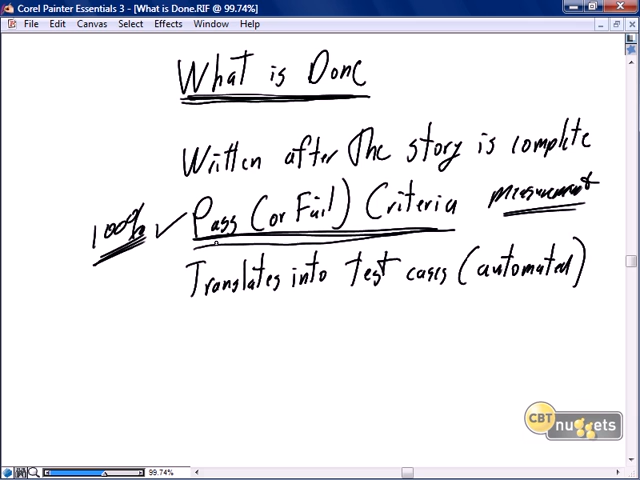 Corel Painter Essentials 3 - [What is Done.RIF @ 99.74%]
File Edit Canvas Select Effects Window Help
What is Done
Written after The story is complete
100% Pass (or Fail) Criteria measurement
Translates into Test cases (automated)
CBT nuggets
99.74%